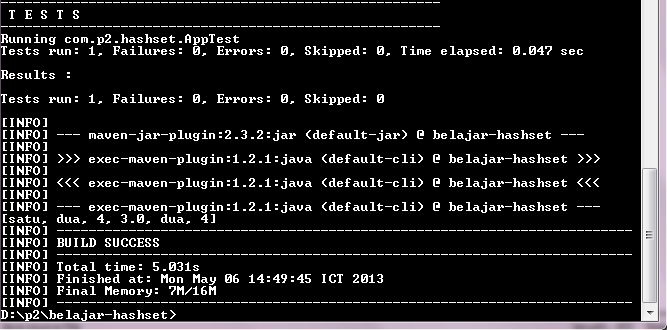 -------------------------------------------------------
 T E S T S
-------------------------------------------------------
Running com.p2.hashset.AppTest
Tests run: 1, Failures: 0, Errors: 0, Skipped: 0, Time elapsed: 0.047 sec
Results :
Tests run: 1, Failures: 0, Errors: 0, Skipped: 0
[INFO]
[INFO] --- maven-jar-plugin:2.3.2:jar (default-jar) @ belajar-hashset ---
[INFO]
[INFO] >>> exec-maven-plugin:1.2.1:java (default-cli) @ belajar-hashset >>>
[INFO]
[INFO] <<< exec-maven-plugin:1.2.1:java (default-cli) @ belajar-hashset <<<
[INFO]
[INFO] --- exec-maven-plugin:1.2.1:java (default-cli) @ belajar-hashset ---
[satu, dua, 4, 3.0, dua, 4]
[INFO] ------------------------------------------------------------------------
[INFO] BUILD SUCCESS
[INFO] ------------------------------------------------------------------------
[INFO] Total time: 5.031s
[INFO] Finished at: Mon May 06 14:49:45 ICT 2013
[INFO] Final Memory: 7M/16M
[INFO] ------------------------------------------------------------------------
D:\p2\belajar-hashset>